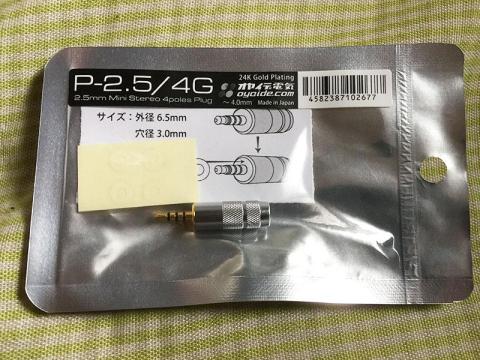 P-2.5/4G
2.5mm Mini Stereo 4poles Plug
24K Gold Plating
オヤイデ電気
oyaide.com
〜4.0mm Made in Japan
4582387102677
サイズ：外径 6.5mm
穴径 3.0mm